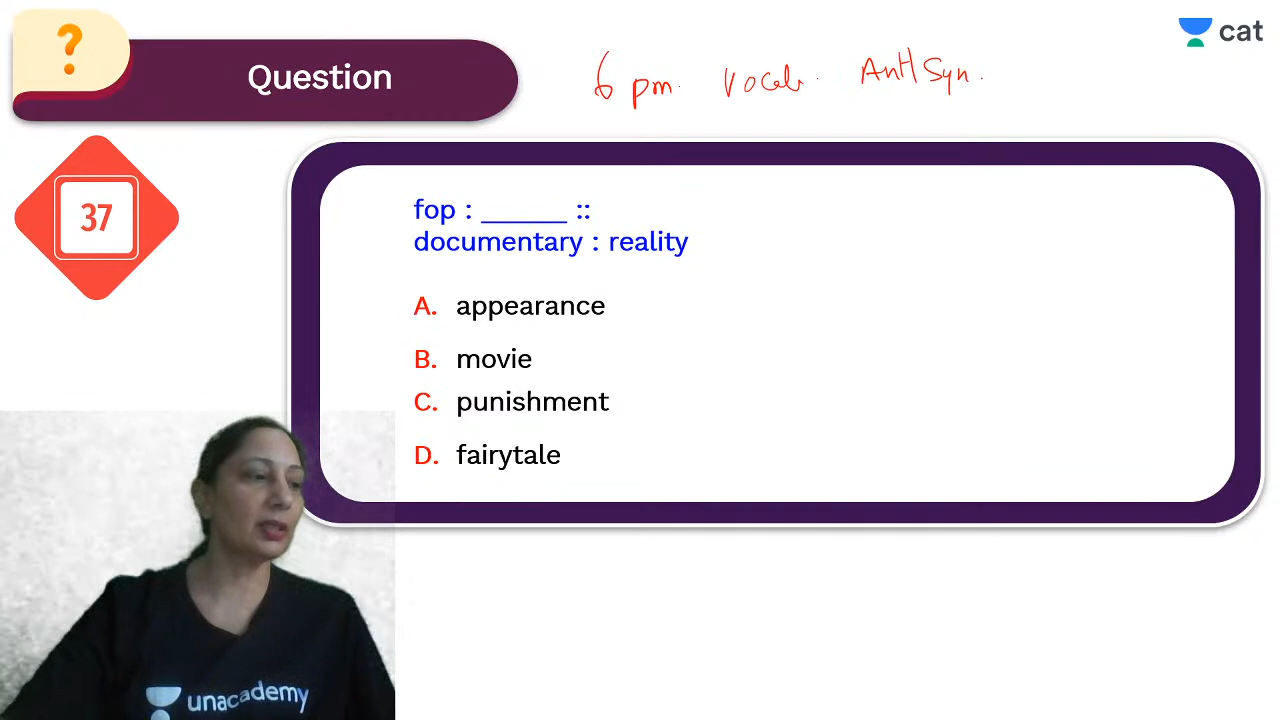 ?
Question
6 pm. vocab. Ant/Syn.
cat
37
fop : ______ ::
documentary : reality
A. appearance
B. movie
C. punishment
D. fairytale
unacademy